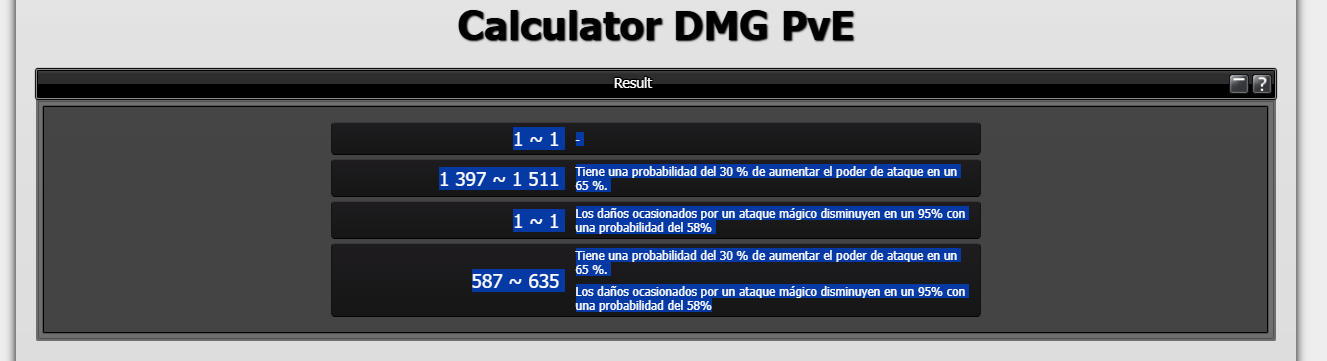 Calculator DMG PvE
Result
?
1 ~ 1 -
1 397 ~ 1 511
Tiene una probabilidad del 30 % de aumentar el poder de ataque en un
65 %.
1 ~ 1
Los daños ocasionados por un ataque mágico disminuyen en un 95% con
una probabilidad del 58%
587 ~ 635
Tiene una probabilidad del 30 % de aumentar el poder de ataque en un
65 %.
Los daños ocasionados por un ataque mágico disminuyen en un 95% con
una probabilidad del 58%